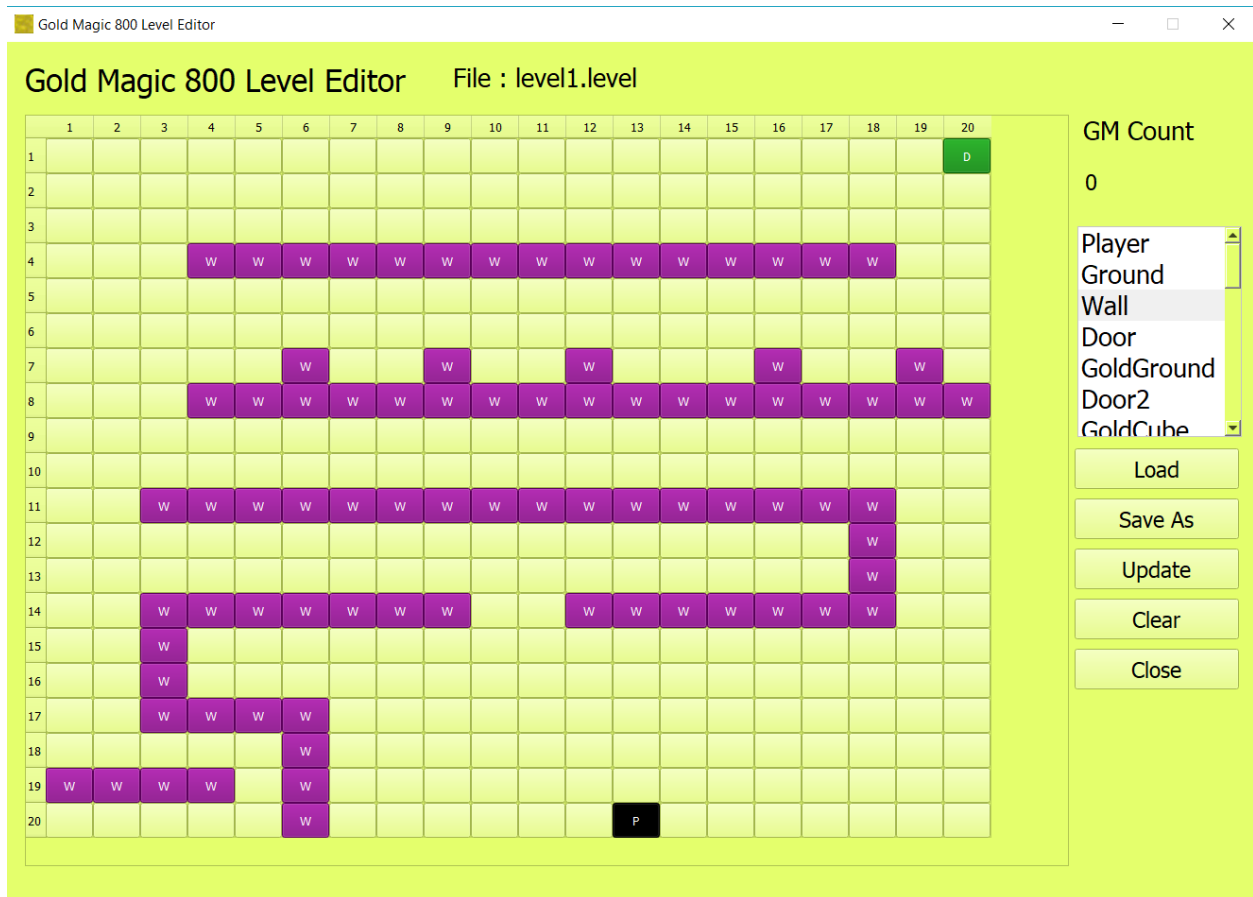 Gold Magic 800 Level Editor
Gold Magic 800 Level Editor File : level1.level
1 2 3 4 5 6 7 8 9 10 11 12 13 14 15 16 17 18 19 20
1 D
2
3
4 W W W W W W W W W W W W W W W
5
6
7 W W W W W
8 W W W W W W W W W W W W W W W W W
9
10
11 W W W W W W W W W W W W W W W W
12 W
13 W
14 W W W W W W W W W W W W W W
15 W
16 W
17 W W W W
18 W
19 W W W W W
20 W P
GM Count
0
Player
Ground
Wall
Door
GoldGround
Door2
GoldCube
Load
Save As
Update
Clear
Close